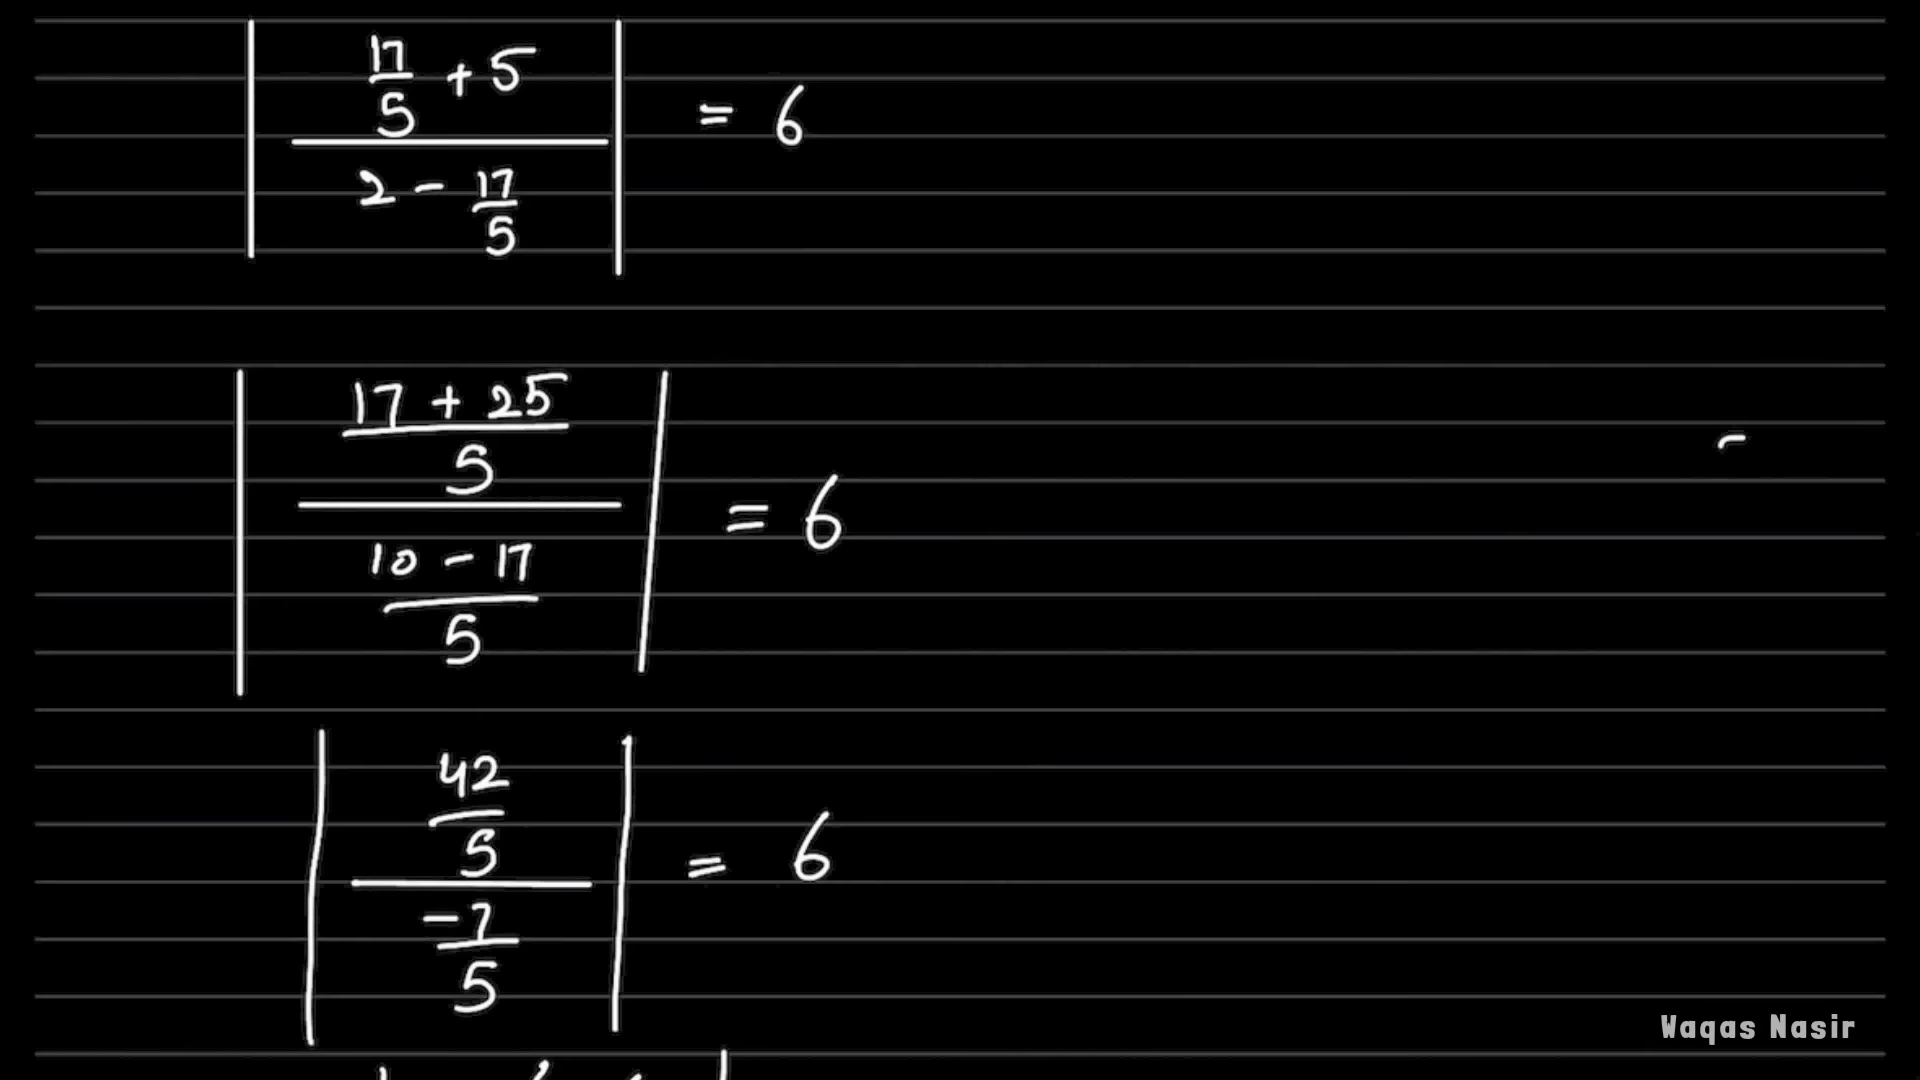 | (17/5 + 5) / (2 - 17/5) | = 6
| ((17 + 25)/5) / ((10 - 17)/5) | = 6
| (42/5) / (-7/5) | = 6
Waqas Nasir